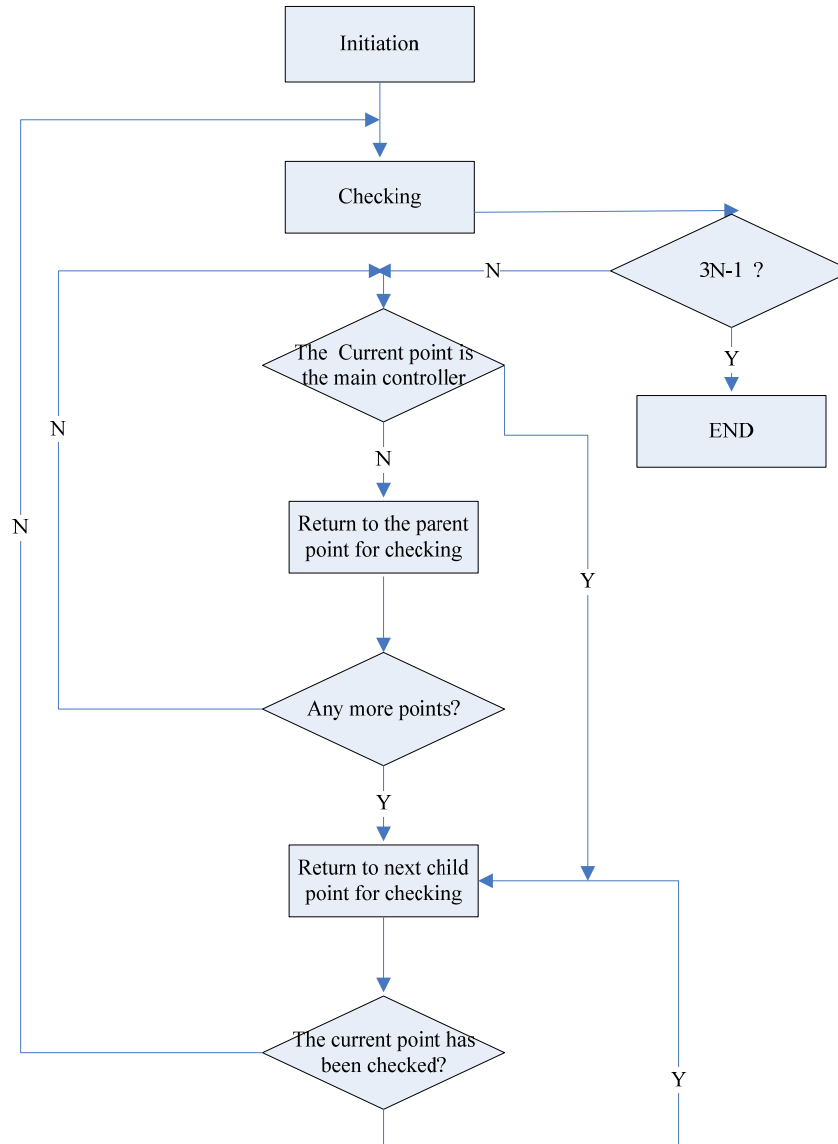 Initiation
Checking
3N-1 ?
N
The Current point is
the main controller
Y
END
N
N
N
Return to the parent
point for checking
Y
Any more points?
Y
Return to next child
point for checking
The current point has
been checked?
Y